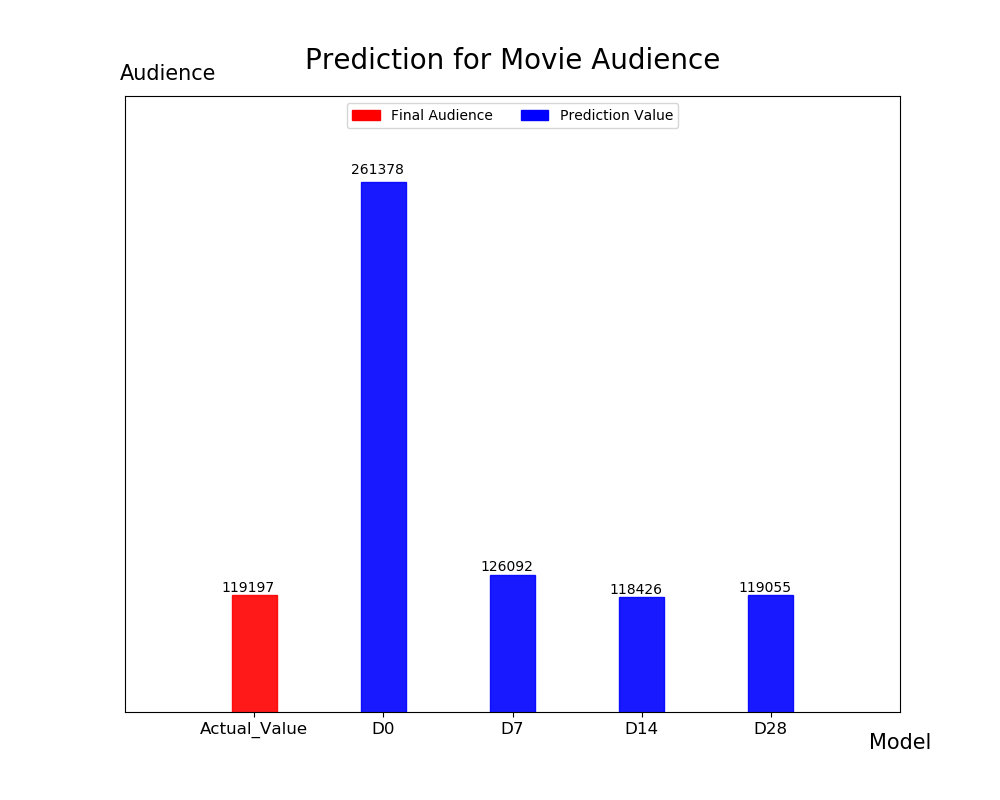 Prediction for Movie Audience
Audience
Final Audience
Prediction Value
261378
126092
119197
118426
119055
Actual_Value
D0
D7
D14
D28
Model